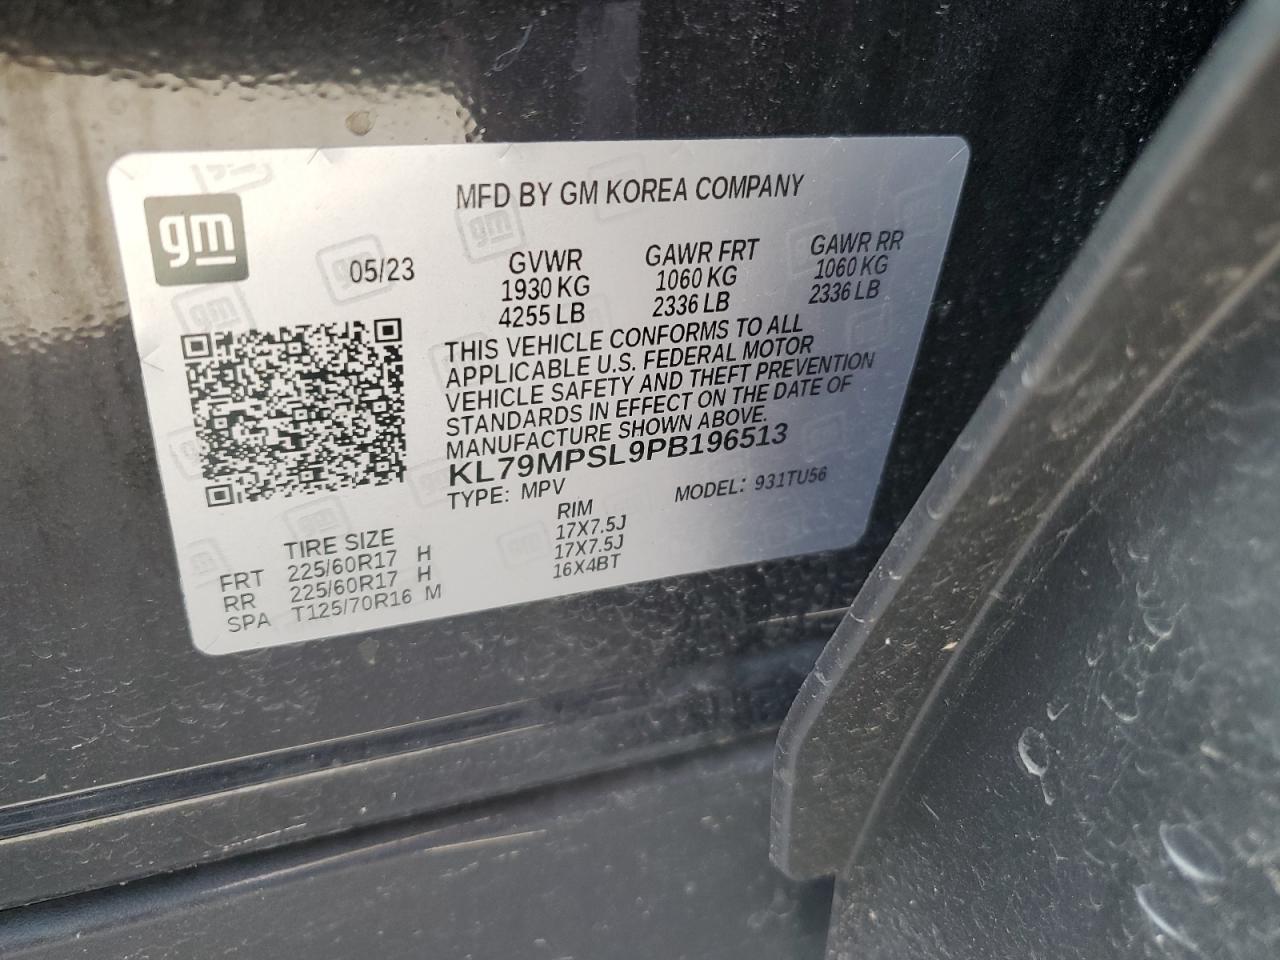 gm
MFD BY GM KOREA COMPANY
05/23
GVWR GAWR FRT GAWR RR
1930 KG 1060 KG 1060 KG
4255 LB 2336 LB 2336 LB
THIS VEHICLE CONFORMS TO ALL
APPLICABLE U.S. FEDERAL MOTOR
VEHICLE SAFETY AND THEFT PREVENTION
STANDARDS IN EFFECT ON THE DATE OF
MANUFACTURE SHOWN ABOVE.
KL79MPSL9PB196513
TYPE: MPV MODEL: 931TU56
TIRE SIZE RIM
FRT 225/60R17 H 17X7.5J
RR 225/60R17 H 17X7.5J
SPA T125/70R16 M 16X4BT